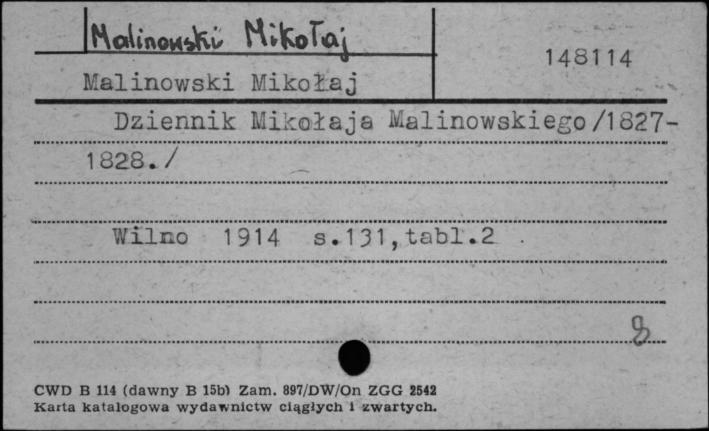 Malinowski Mikołaj
148114
Malinowski Mikołaj
Dziennik Mikołaja Malinowskiego/1827-
1828./
Wilno 1914 s.131,tabl.2
8
CWD B 114 (dawny B 15b) Zam. 897/DW/On ZGG 2542
Karta katalogowa wydawnictw ciągłych i zwartych.